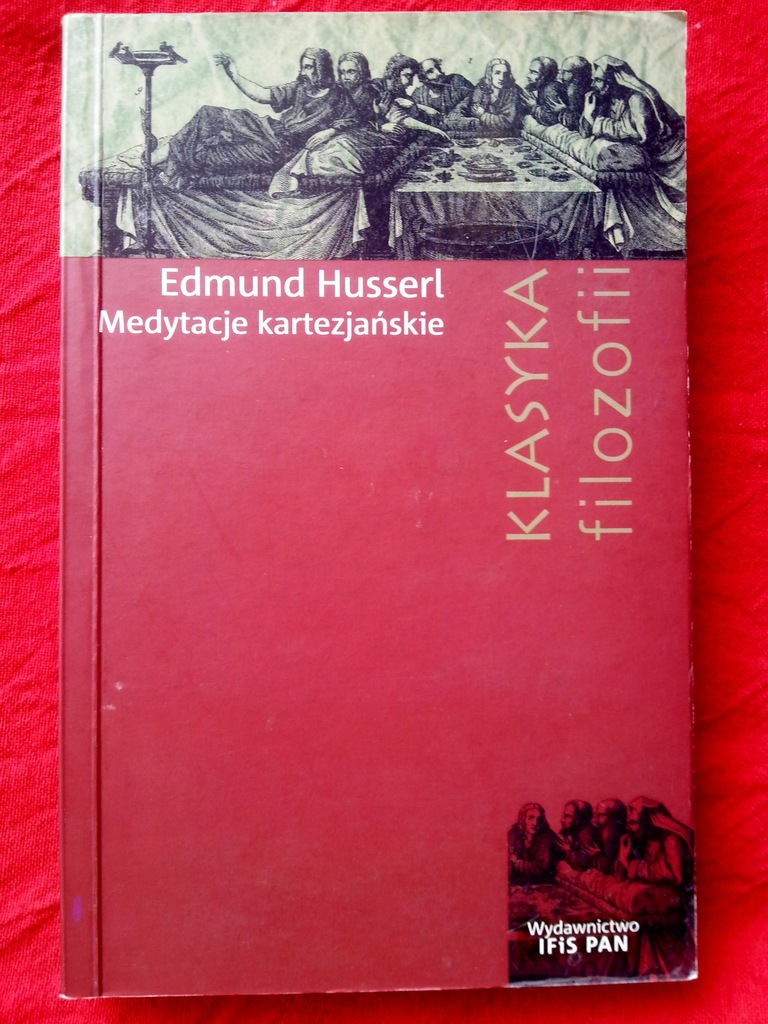 Edmund Husserl
Medytacje kartezjańskie
KLASYKA
filozofii
Wydawnictwo
IFiS PAN